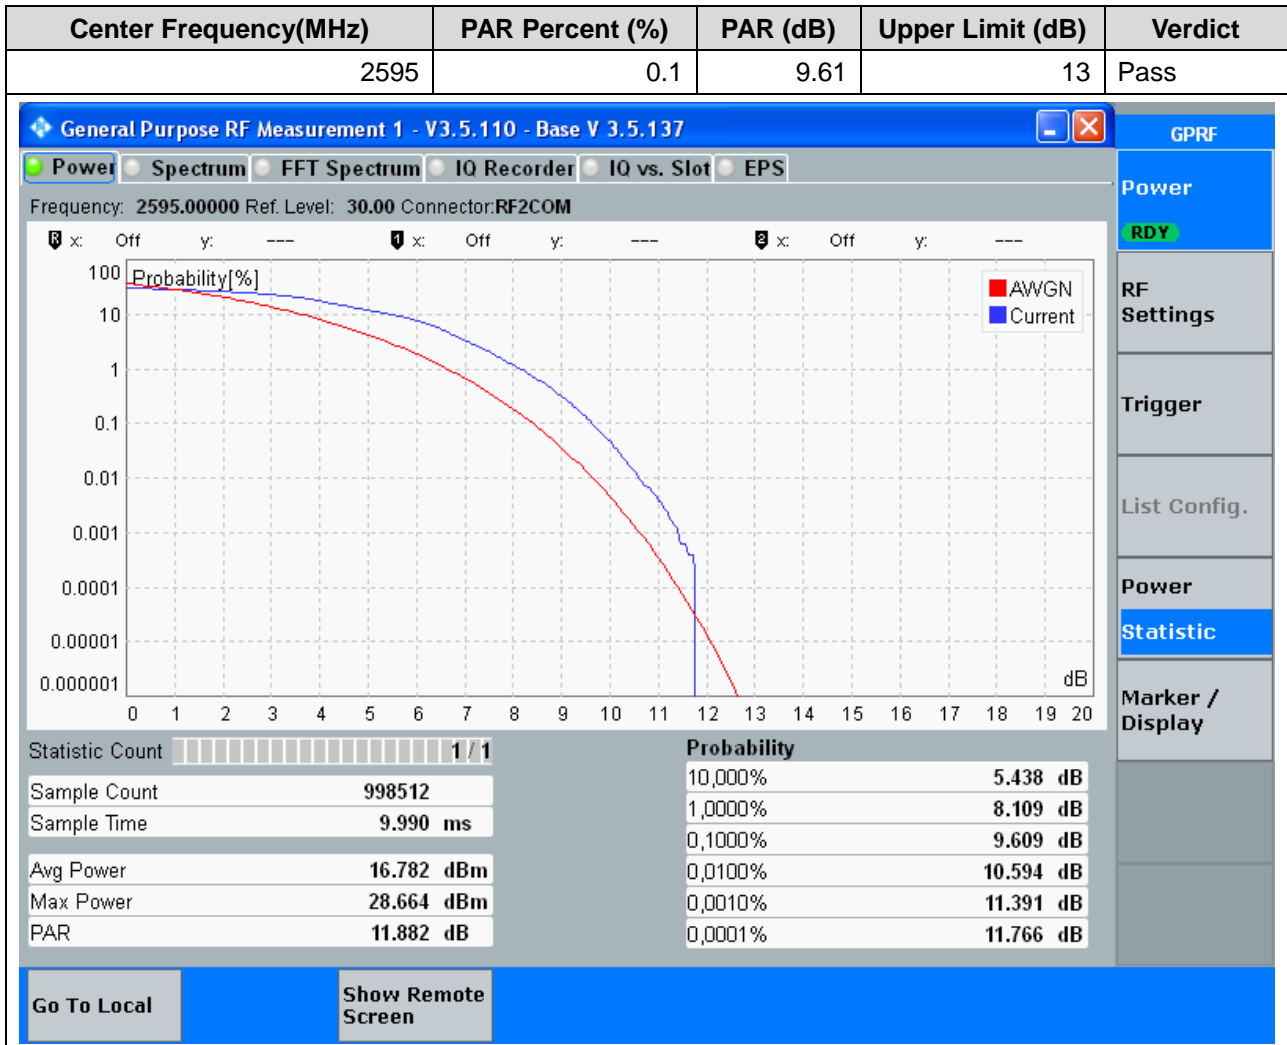 Center Frequency(MHz) PAR Percent (%) PAR (dB) Upper Limit (dB) Verdict
2595 0.1 9.61 13 Pass
General Purpose RF Measurement 1 - V3.5.110 - Base V 3.5.137
GPRF
Power Spectrum FFT Spectrum IQ Recorder IQ vs. Slot EPS
Power
RDY
Frequency: 2595.00000 Ref. Level: 30.00 Connector:RF2COM
R x: Off y: --- 1 x: Off y: --- 2 x: Off y: ---
Probability[%]
AWGN
Current
100
10
1
0.1
0.01
0.001
0.0001
0.00001
0.000001
dB
0 1 2 3 4 5 6 7 8 9 10 11 12 13 14 15 16 17 18 19 20
RF
Settings
Trigger
List Config.
Power
Statistic
Marker /
Display
Statistic Count 1 / 1
Sample Count 998512
Sample Time 9.990 ms
Avg Power 16.782 dBm
Max Power 28.664 dBm
PAR 11.882 dB
Probability
10,000% 5.438 dB
1,0000% 8.109 dB
0,1000% 9.609 dB
0,0100% 10.594 dB
0,0010% 11.391 dB
0,0001% 11.766 dB
Go To Local
Show Remote
Screen